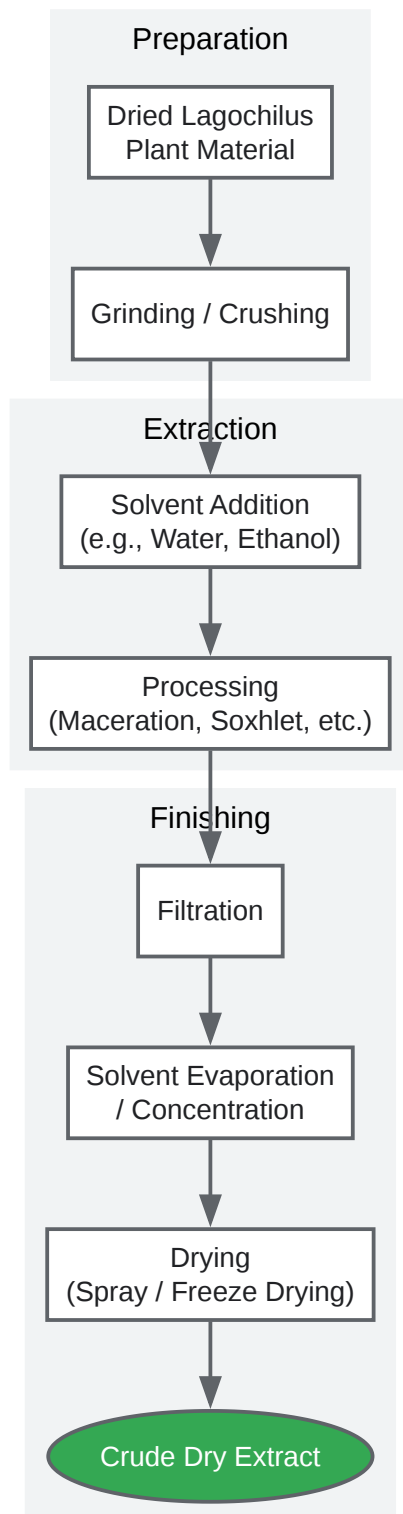 Preparation
Dried Lagochilus
Plant Material
Grinding / Crushing
Extraction
Solvent Addition
(e.g., Water, Ethanol)
Processing
(Maceration, Soxhlet, etc.)
Finishing
Filtration
Solvent Evaporation
/ Concentration
Drying
(Spray / Freeze Drying)
Crude Dry Extract